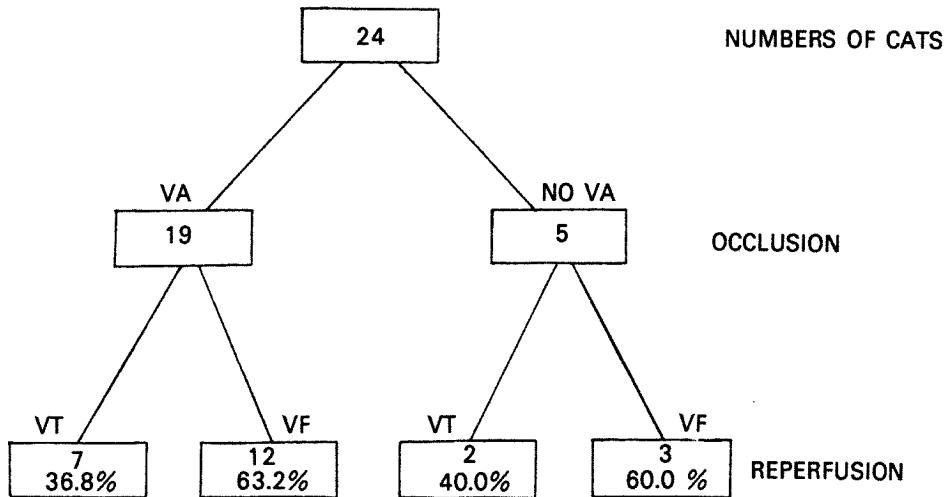 24 NUMBERS OF CATS
VA NO VA
19 5 OCCLUSION
VT VF VT VF
7 12 2 3
36.8% 63.2% 40.0% 60.0 % REPERFUSION